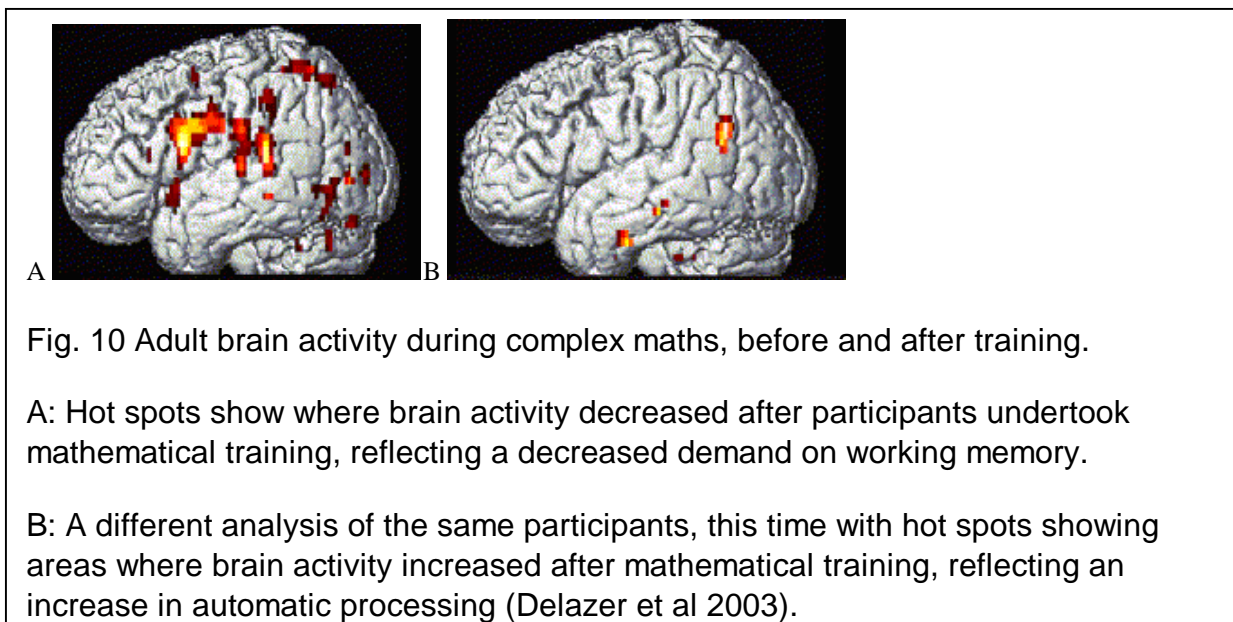 A B
Fig. 10 Adult brain activity during complex maths, before and after training.
A: Hot spots show where brain activity decreased after participants undertook
mathematical training, reflecting a decreased demand on working memory.
B: A different analysis of the same participants, this time with hot spots showing
areas where brain activity increased after mathematical training, reflecting an
increase in automatic processing (Delazer et al 2003).